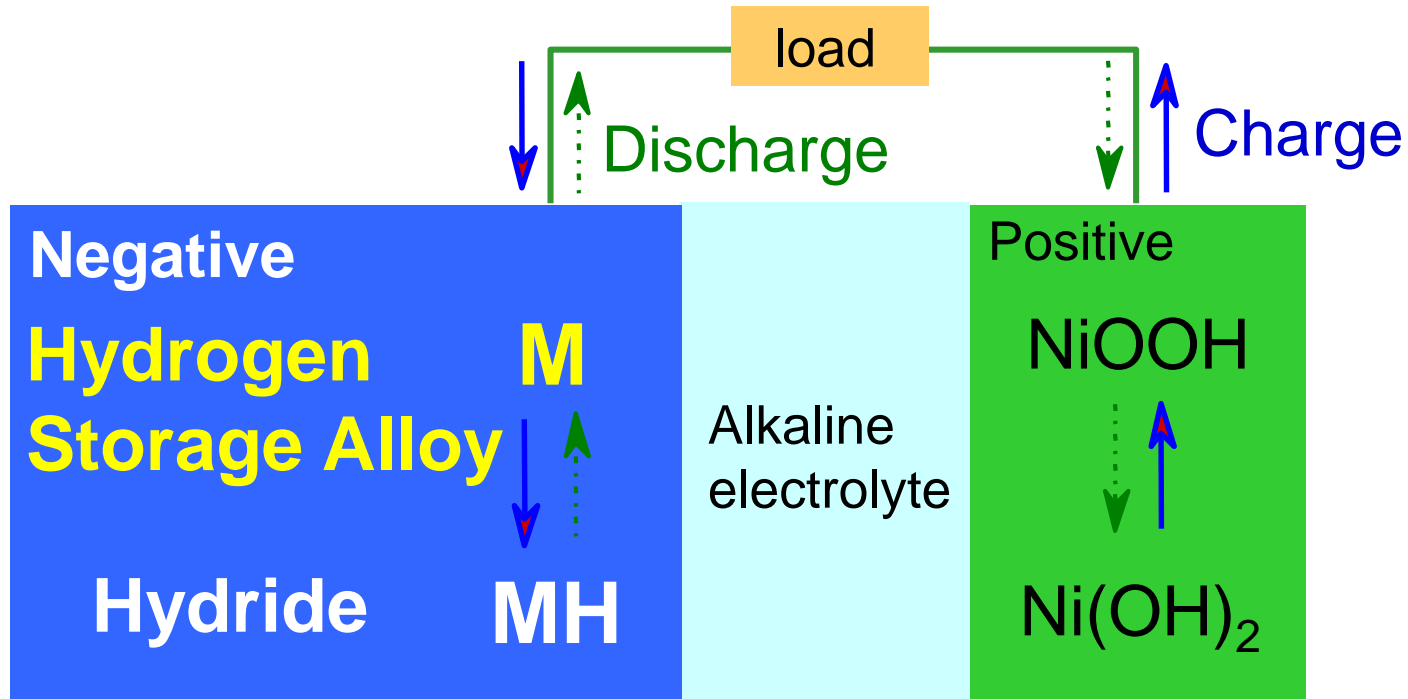 load
Discharge
Charge
Negative
Positive
Hydrogen
Storage Alloy
M
NiOOH
Alkaline
electrolyte
Hydride
MH
Ni(OH)₂